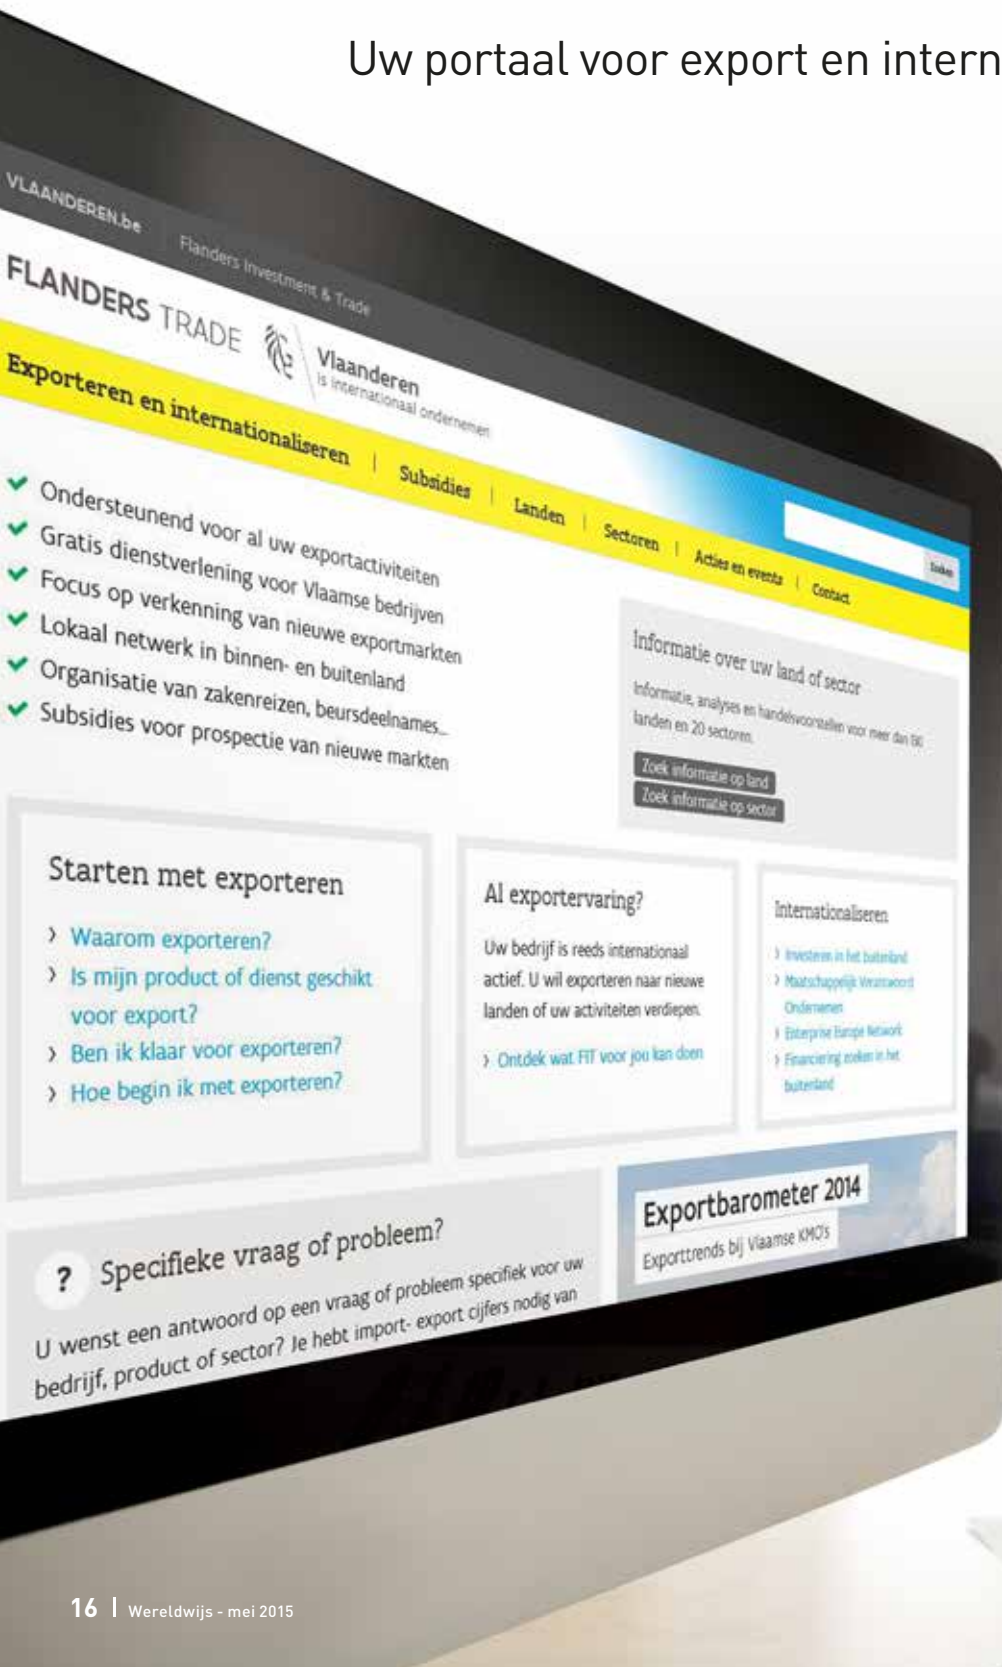 Uw portaal voor export en intern
VLAANDEREN.be
Flanders Investment & Trade
FLANDERS TRADE
Vlaanderen
is internationaal ondernemen
Exporteren en internationaliseren | Subsidies | Landen | Sectoren | Acties en events | Contact
Zoeken
Ondersteunend voor al uw exportactiviteiten
Gratis dienstverlening voor Vlaamse bedrijven
Focus op verkenning van nieuwe exportmarkten
Lokaal netwerk in binnen- en buitenland
Organisatie van zakenreizen, beursdeelnames...
Subsidies voor prospectie van nieuwe markten
Informatie over uw land of sector
Informatie, analyses en handelsvoorstellen voor meer dan
landen en 20 sectoren.
Zoek informatie op land
Zoek informatie op sector
Starten met exporteren
› Waarom exporteren?
› Is mijn product of dienst geschikt
voor export?
› Ben ik klaar voor exporteren?
› Hoe begin ik met exporteren?
Al exportervaring?
Uw bedrijf is reeds internationaal
actief. U wil exporteren naar nieuwe
landen of uw activiteiten verdiepen.
› Ontdek wat FIT voor jou kan doen
Internationaliseren
› Investeren in het buitenland
› Maatschappelijk Verantwoord
Ondernemen
› Enterprise Europe Network
› Financiering zoeken in het
buitenland
? Specifieke vraag of probleem?
U wenst een antwoord op een vraag of probleem specifiek voor uw
bedrijf, product of sector? Je hebt import- export cijfers nodig van
Exportbarometer 2014
Exporttrends bij Vlaamse KMO's
16 | Wereldwijs - mei 2015